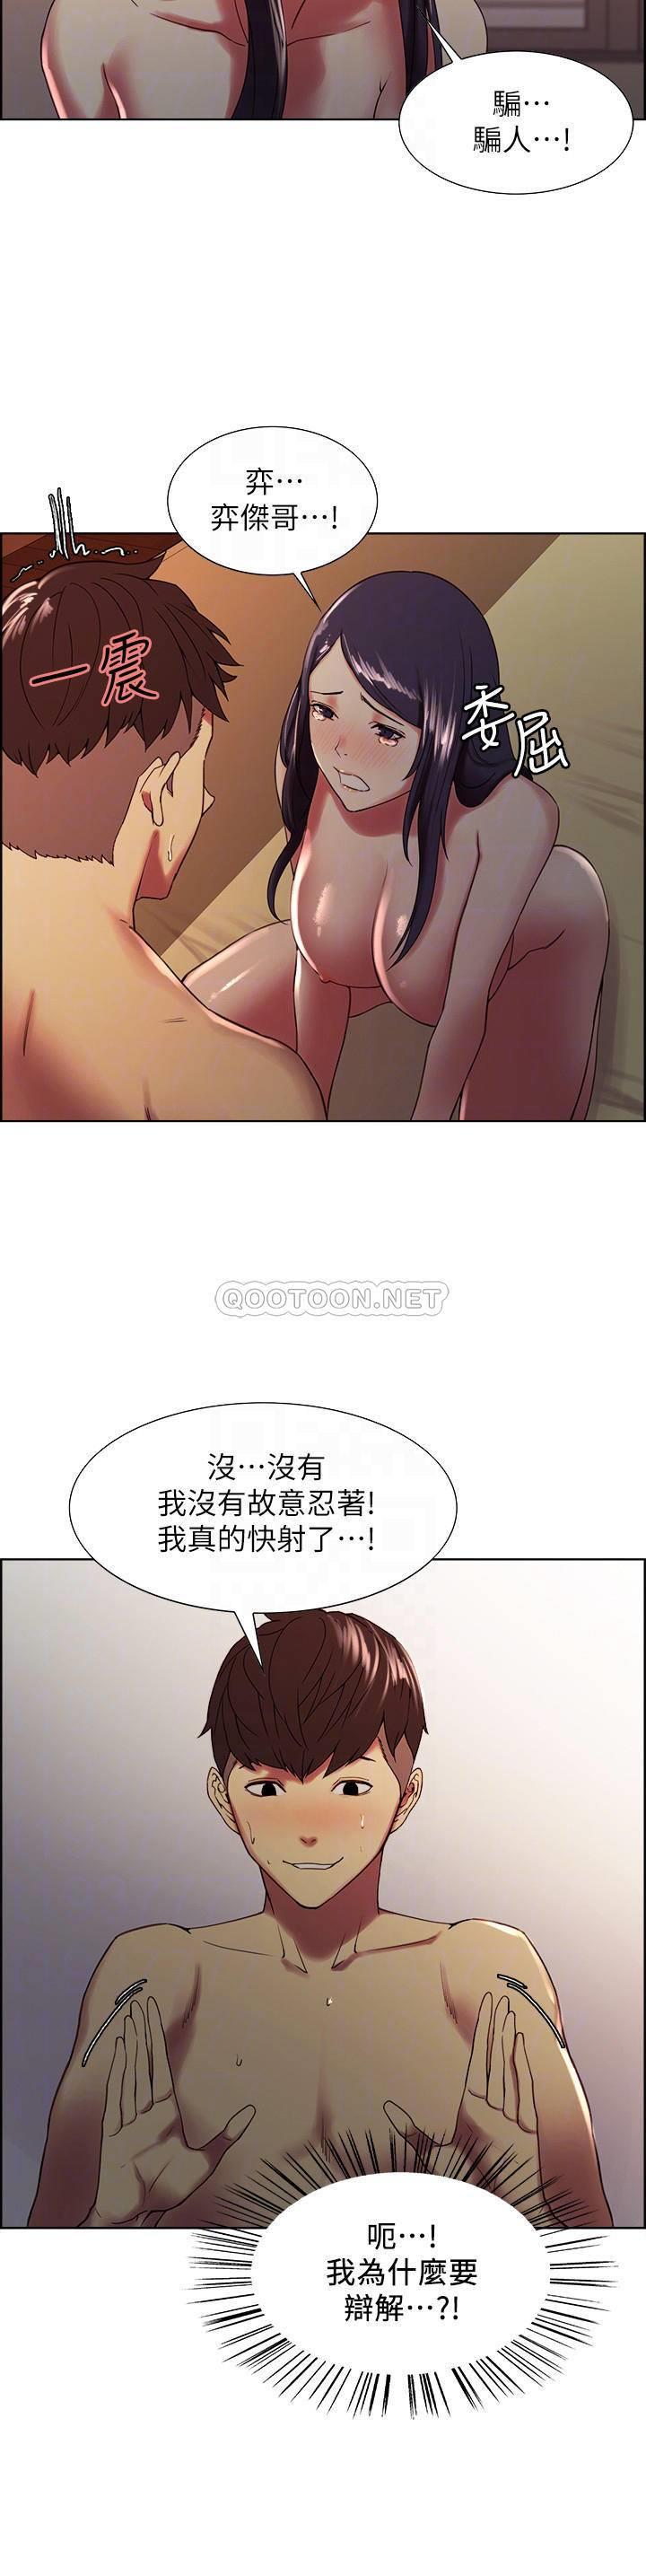 騙⋯
騙人⋯!
弈⋯
弈傑哥⋯!
一震
委屈
QOOTOON.NET
沒⋯沒有
我沒有故意忍著!
我真的快射了⋯!
呃⋯!
我為什麼要
辯解⋯?!